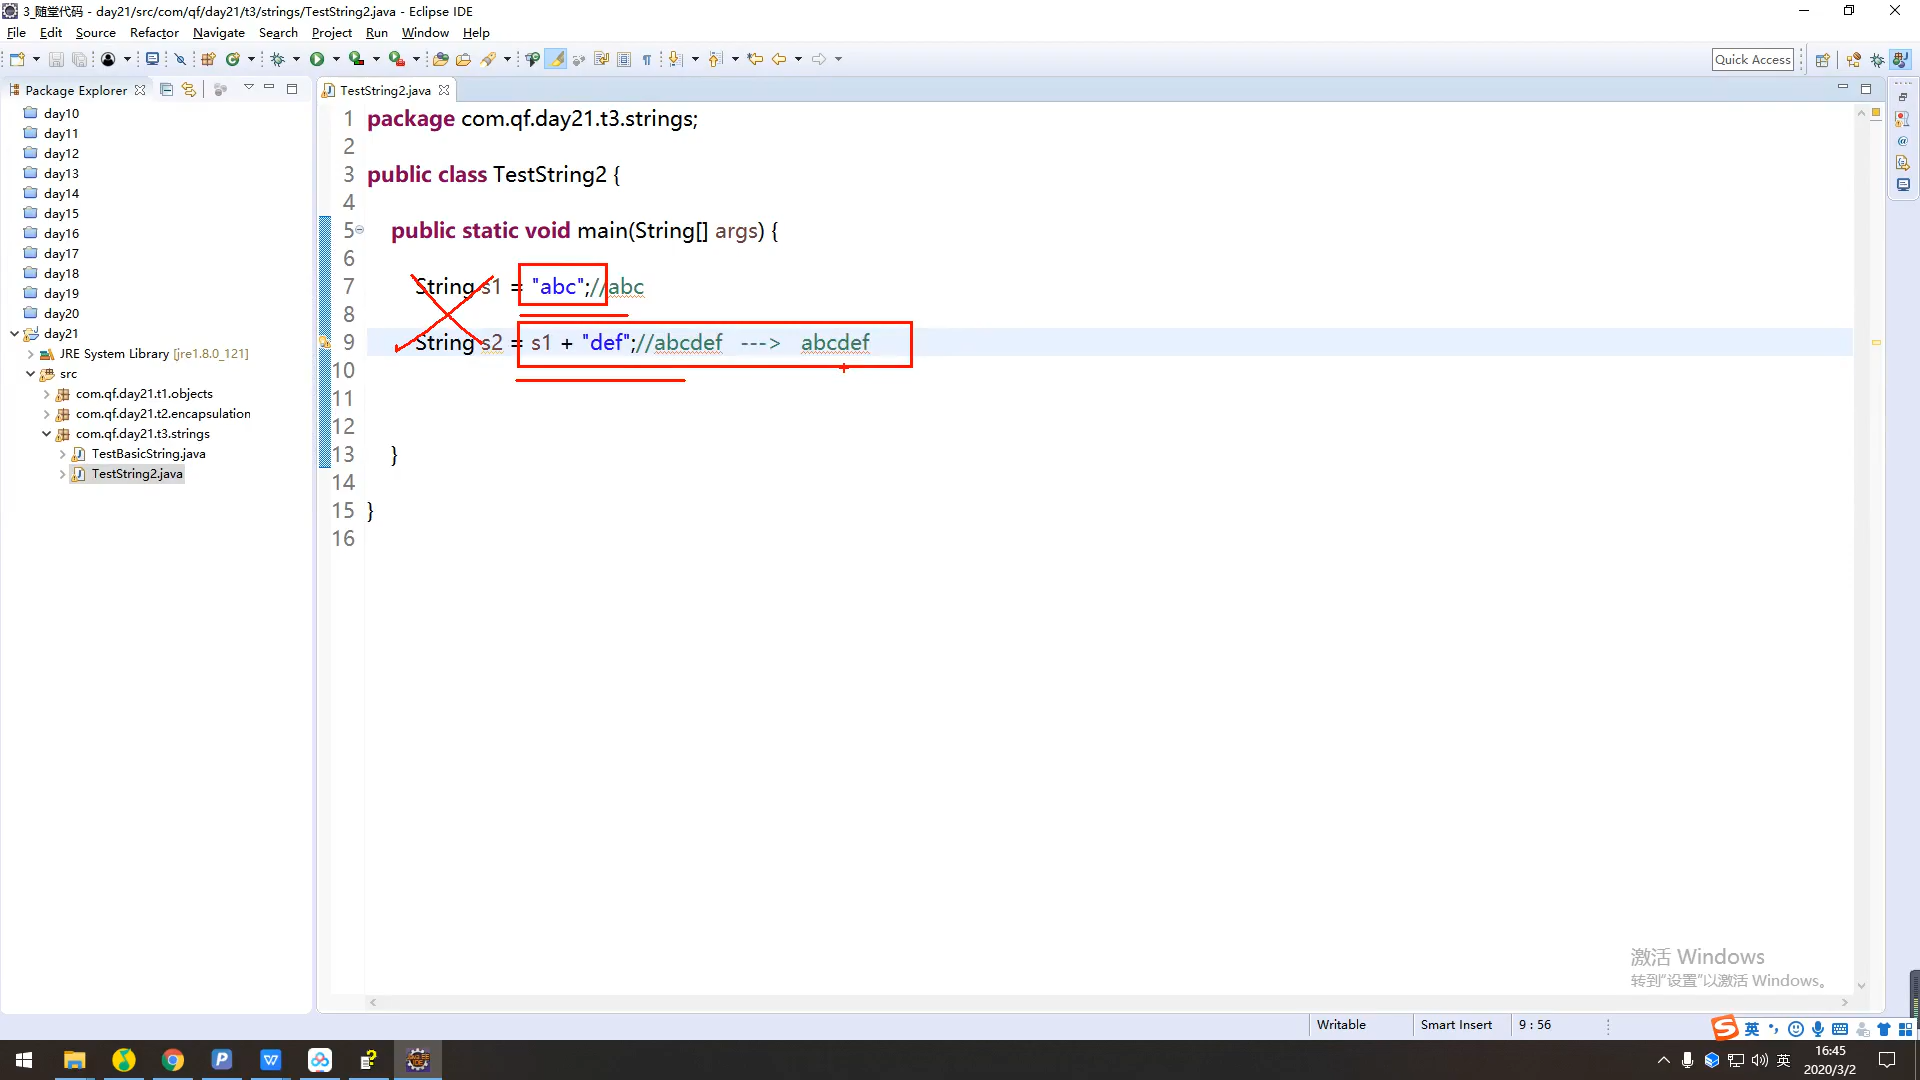 3_随堂代码 - day21/src/com/qf/day21/t3/strings/TestString2.java - Eclipse IDE
File Edit Source Refactor Navigate Search Project Run Window Help
Quick Access
Package Explorer
TestString2.java
day10
day11
day12
day13
day14
day15
day16
day17
day18
day19
day20
day21
JRE System Library [jre1.8.0_121]
src
com.qf.day21.t1.objects
com.qf.day21.t2.encapsulation
com.qf.day21.t3.strings
TestBasicString.java
TestString2.java
1 package com.qf.day21.t3.strings;
2
3 public class TestString2 {
4
5 public static void main(String[] args) {
6
7 String s1 = "abc";//abc
8
9 String s2 = s1 + "def";//abcdef ---> abcdef
10
11
12
13 }
14
15 }
16
激活 Windows
转到"设置"以激活 Windows。
Writable Smart Insert 9 : 56
英
英
16:45
2020/3/2